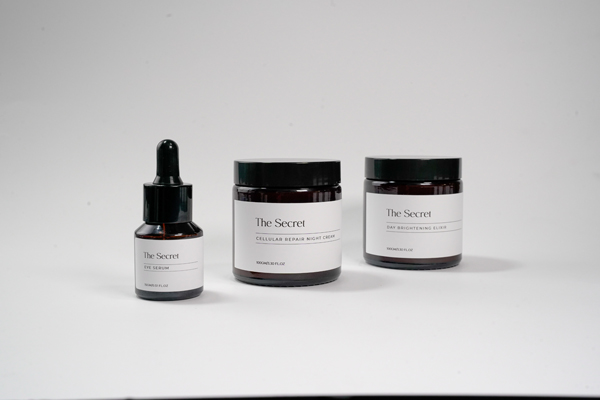 The Secret
EYE SERUM
The Secret
CELLULAR REPAIR NIGHT CREAM
The Secret
DAY BRIGHTENING ELIXIR